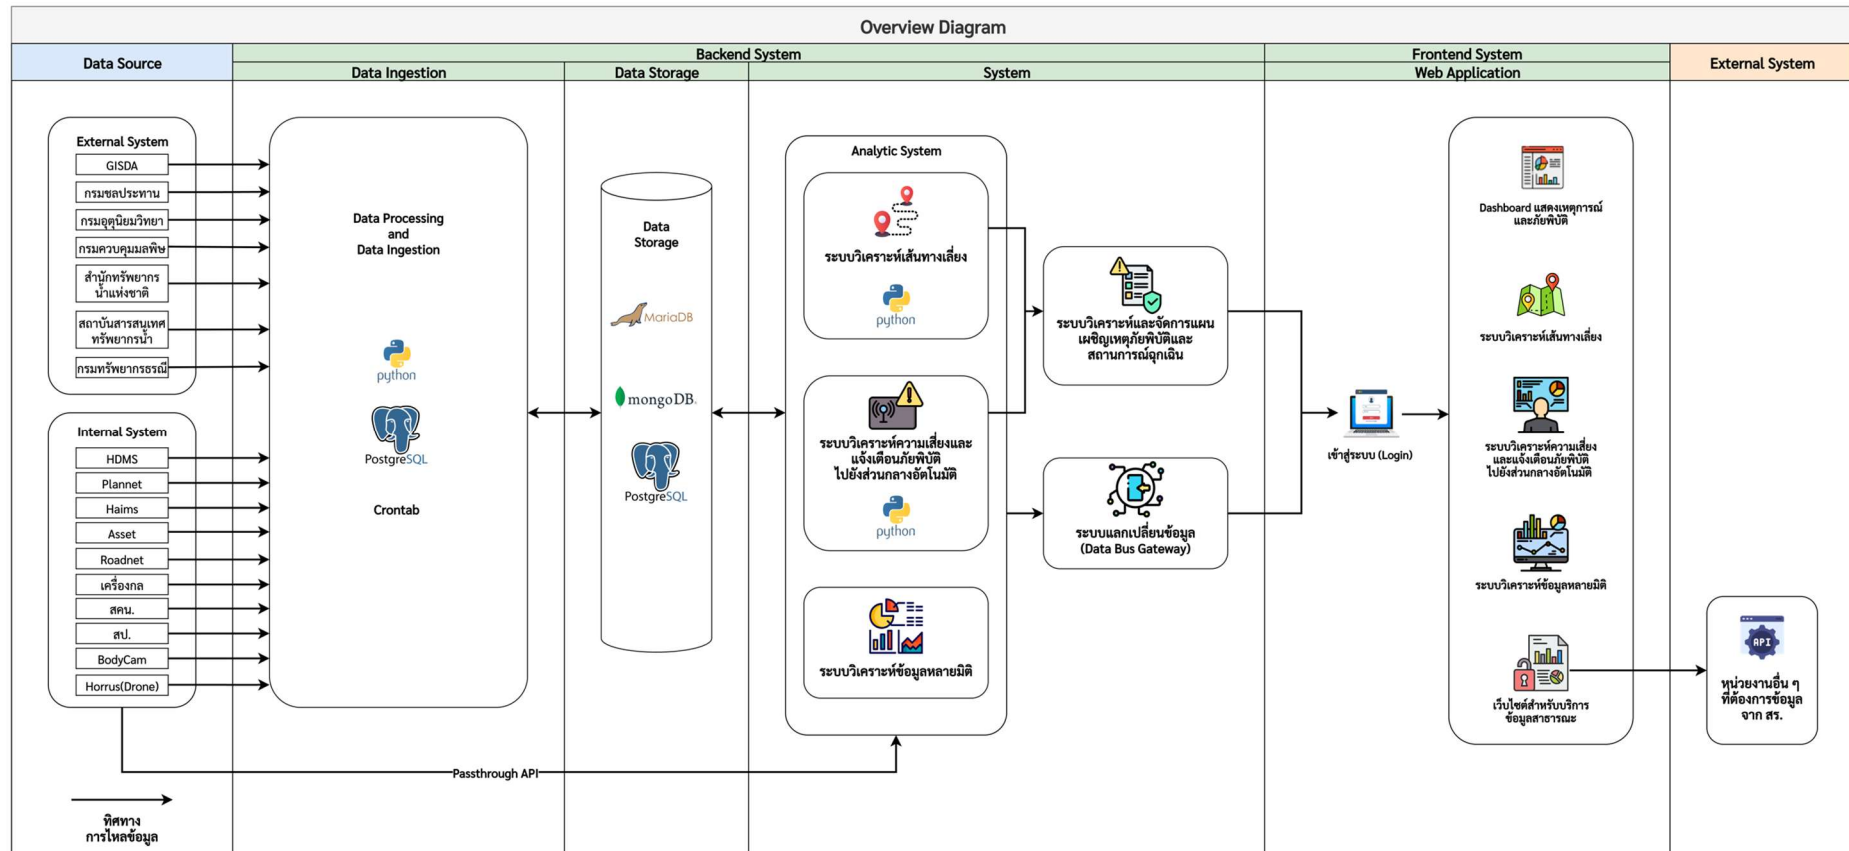 Overview Diagram
Data Source
Backend System
Frontend System
External System
Data Ingestion
Data Storage
System
Web Application
External System
GISDA
กรมชลประทาน
กรมอุตุนิยมวิทยา
กรมควบคุมมลพิษ
สำนักทรัพยากร
น้ำแห่งชาติ
สถาบันสารสนเทศ
ทรัพยากรน้ำ
กรมทรัพยากรธรณี
Internal System
HDMS
Plannet
Haims
Asset
Roadnet
เครื่องกล
สคน.
สป.
BodyCam
Horrus(Drone)
ทิศทาง
การไหลข้อมูล
Data Processing
and
Data Ingestion
python
PostgreSQL
Crontab
Passthrough API
Data
Storage
MariaDB
mongoDB.
PostgreSQL
Analytic System
ระบบวิเคราะห์เส้นทางเลี่ยง
python
ระบบวิเคราะห์ความเสี่ยงและ
แจ้งเตือนภัยพิบัติ
ไปยังส่วนกลางอัตโนมัติ
python
ระบบวิเคราะห์ข้อมูลหลายมิติ
ระบบวิเคราะห์และจัดการแผน
เผชิญเหตุภัยพิบัติและ
สถานการณ์ฉุกเฉิน
ระบบแลกเปลี่ยนข้อมูล
(Data Bus Gateway)
เข้าสู่ระบบ (Login)
Dashboard แสดงเหตุการณ์
และภัยพิบัติ
ระบบวิเคราะห์เส้นทางเลี่ยง
ระบบวิเคราะห์ความเสี่ยง
และแจ้งเตือนภัยพิบัติ
ไปยังส่วนกลางอัตโนมัติ
ระบบวิเคราะห์ข้อมูลหลายมิติ
เว็บไซต์สำหรับบริการ
ข้อมูลสาธารณะ
API
หน่วยงานอื่น ๆ
ที่ต้องการข้อมูล
จาก สร.